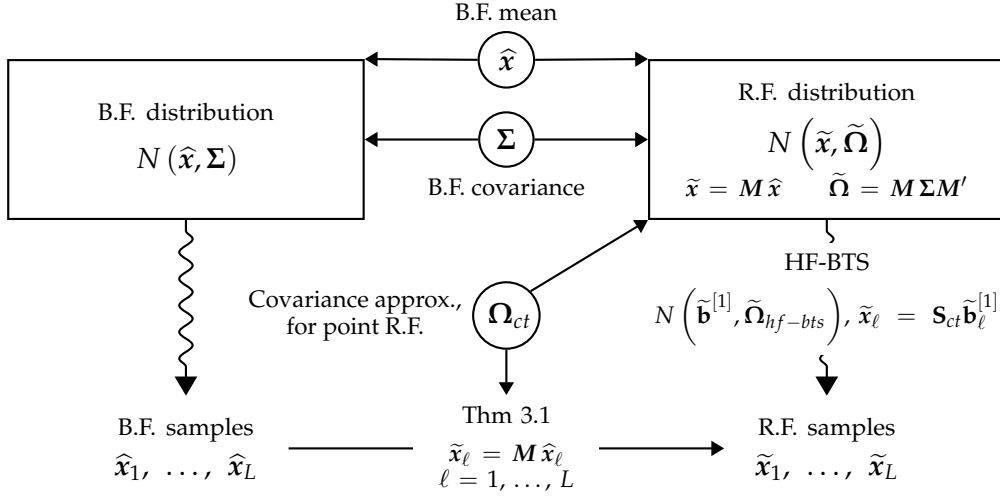 B.F. mean
x̂
B.F. distribution
N (x̂, Σ)
Σ
B.F. covariance
R.F. distribution
N (x̃, Ω̃)
x̃ = M x̂   Ω̃ = M Σ M′
Covariance approx.,
for point R.F.
Ω_ct
HF-BTS
N (b̃^[1], Ω̃_hf−bts), x̃_ℓ = S_ct b̃_ℓ^[1]
B.F. samples
x̂_1, ..., x̂_L
Thm 3.1
x̃_ℓ = M x̂_ℓ
ℓ = 1, ..., L
R.F. samples
x̃_1, ..., x̃_L